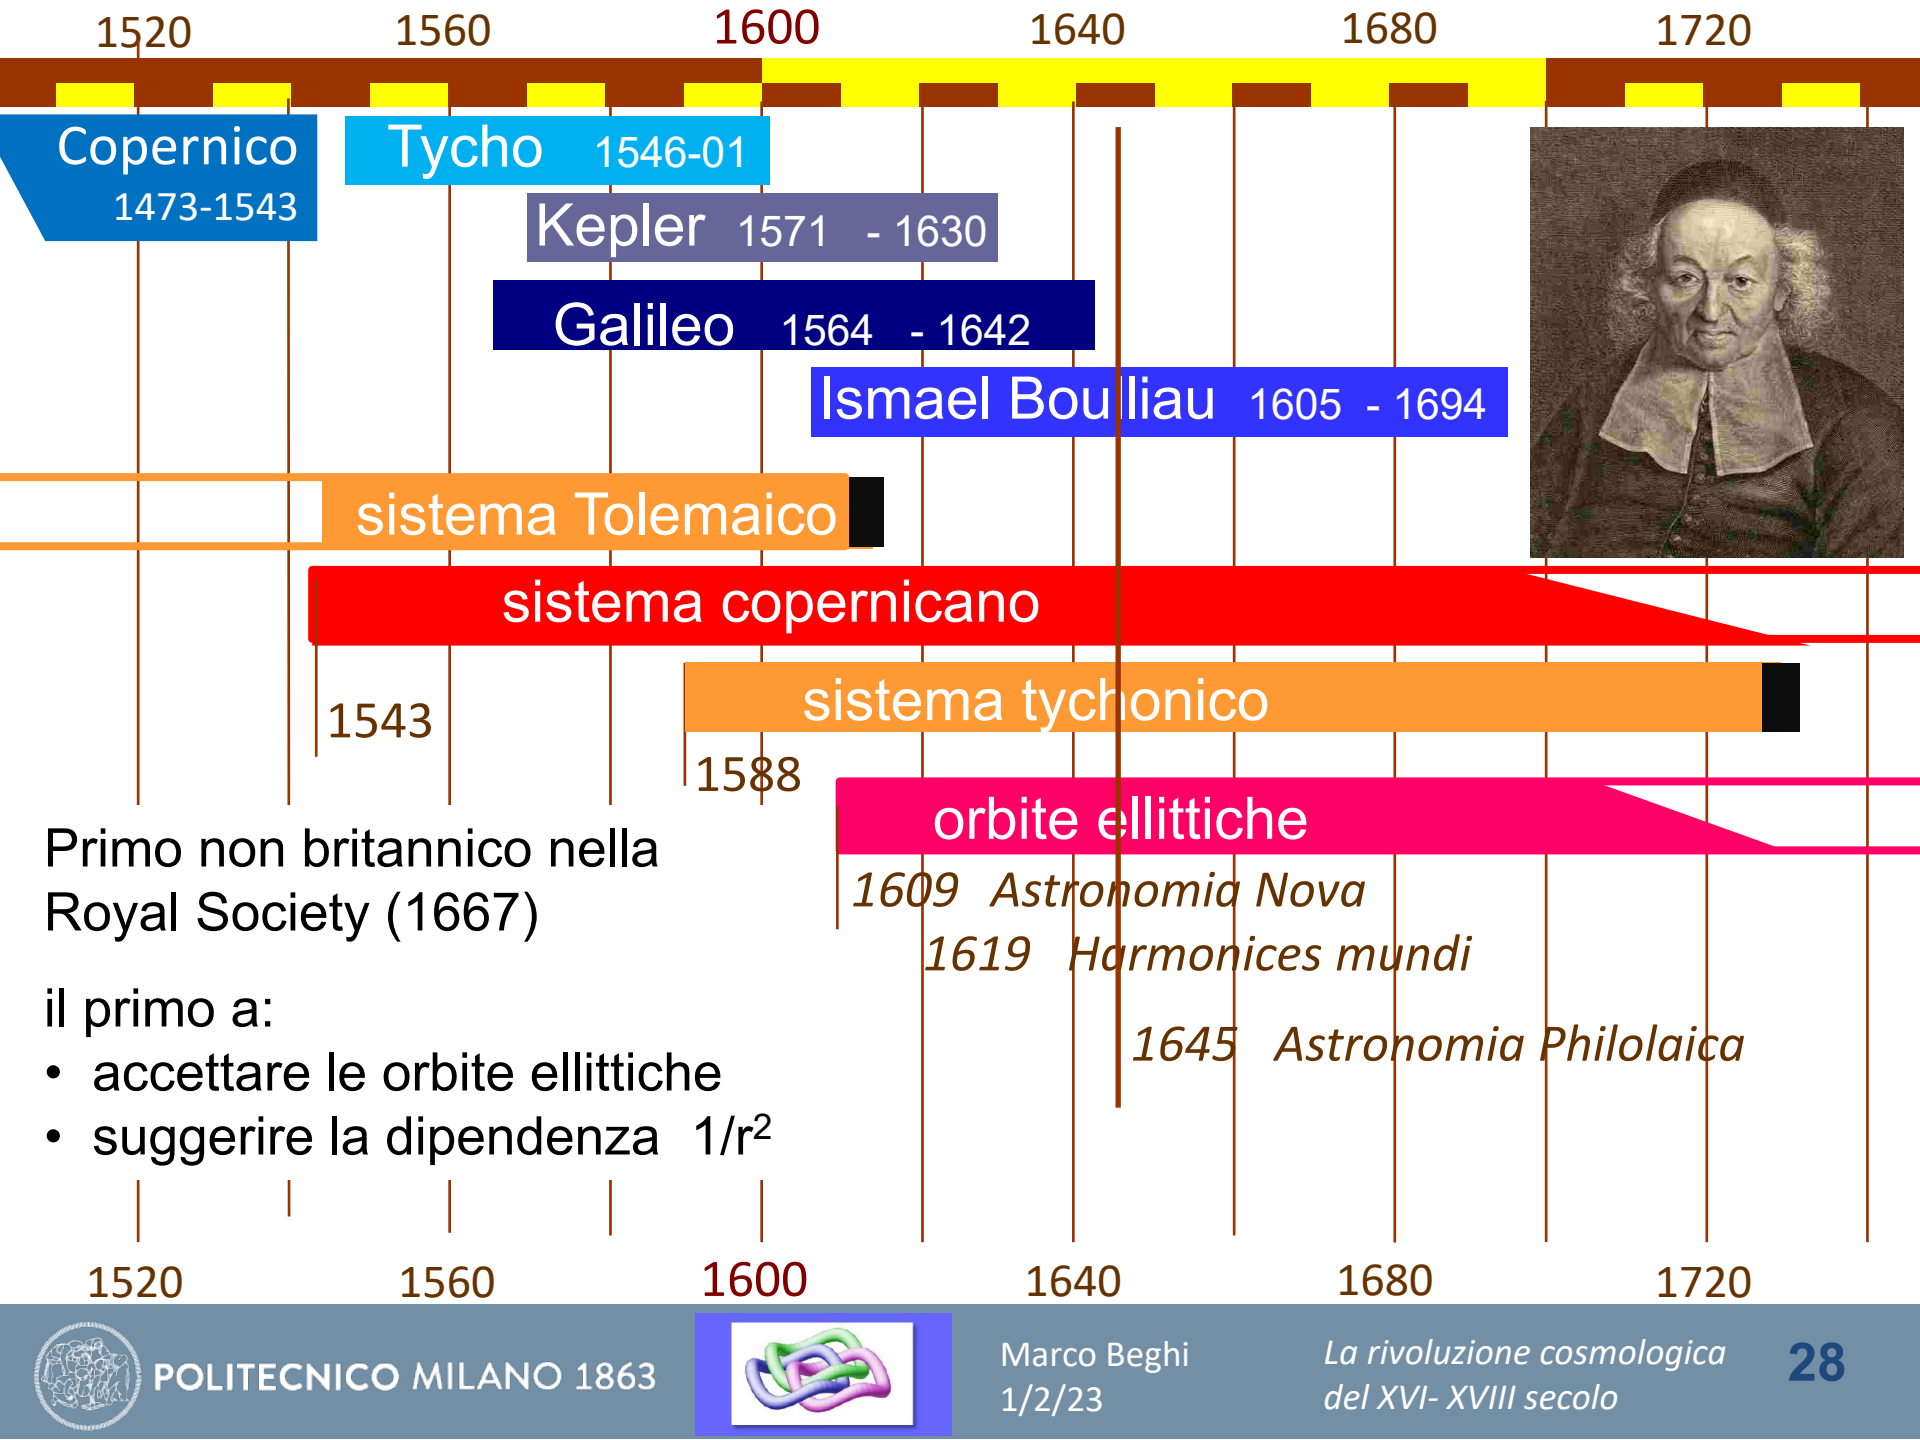 1520 1560 1600 1640 1680 1720
Copernico
1473-1543
Tycho 1546-01
Kepler 1571 - 1630
Galileo 1564 - 1642
Ismael Boulliau 1605 - 1694
sistema Tolemaico
sistema copernicano
sistema tychonico
1543
1588
orbite ellittiche
1609 Astronomia Nova
1619 Harmonices mundi
1645 Astronomia Philolaica
Primo non britannico nella
Royal Society (1667)
il primo a:
• accettare le orbite ellittiche
• suggerire la dipendenza 1/r²
1520 1560 1600 1640 1680 1720
POLITECNICO MILANO 1863
Marco Beghi
1/2/23
La rivoluzione cosmologica
del XVI- XVIII secolo
28